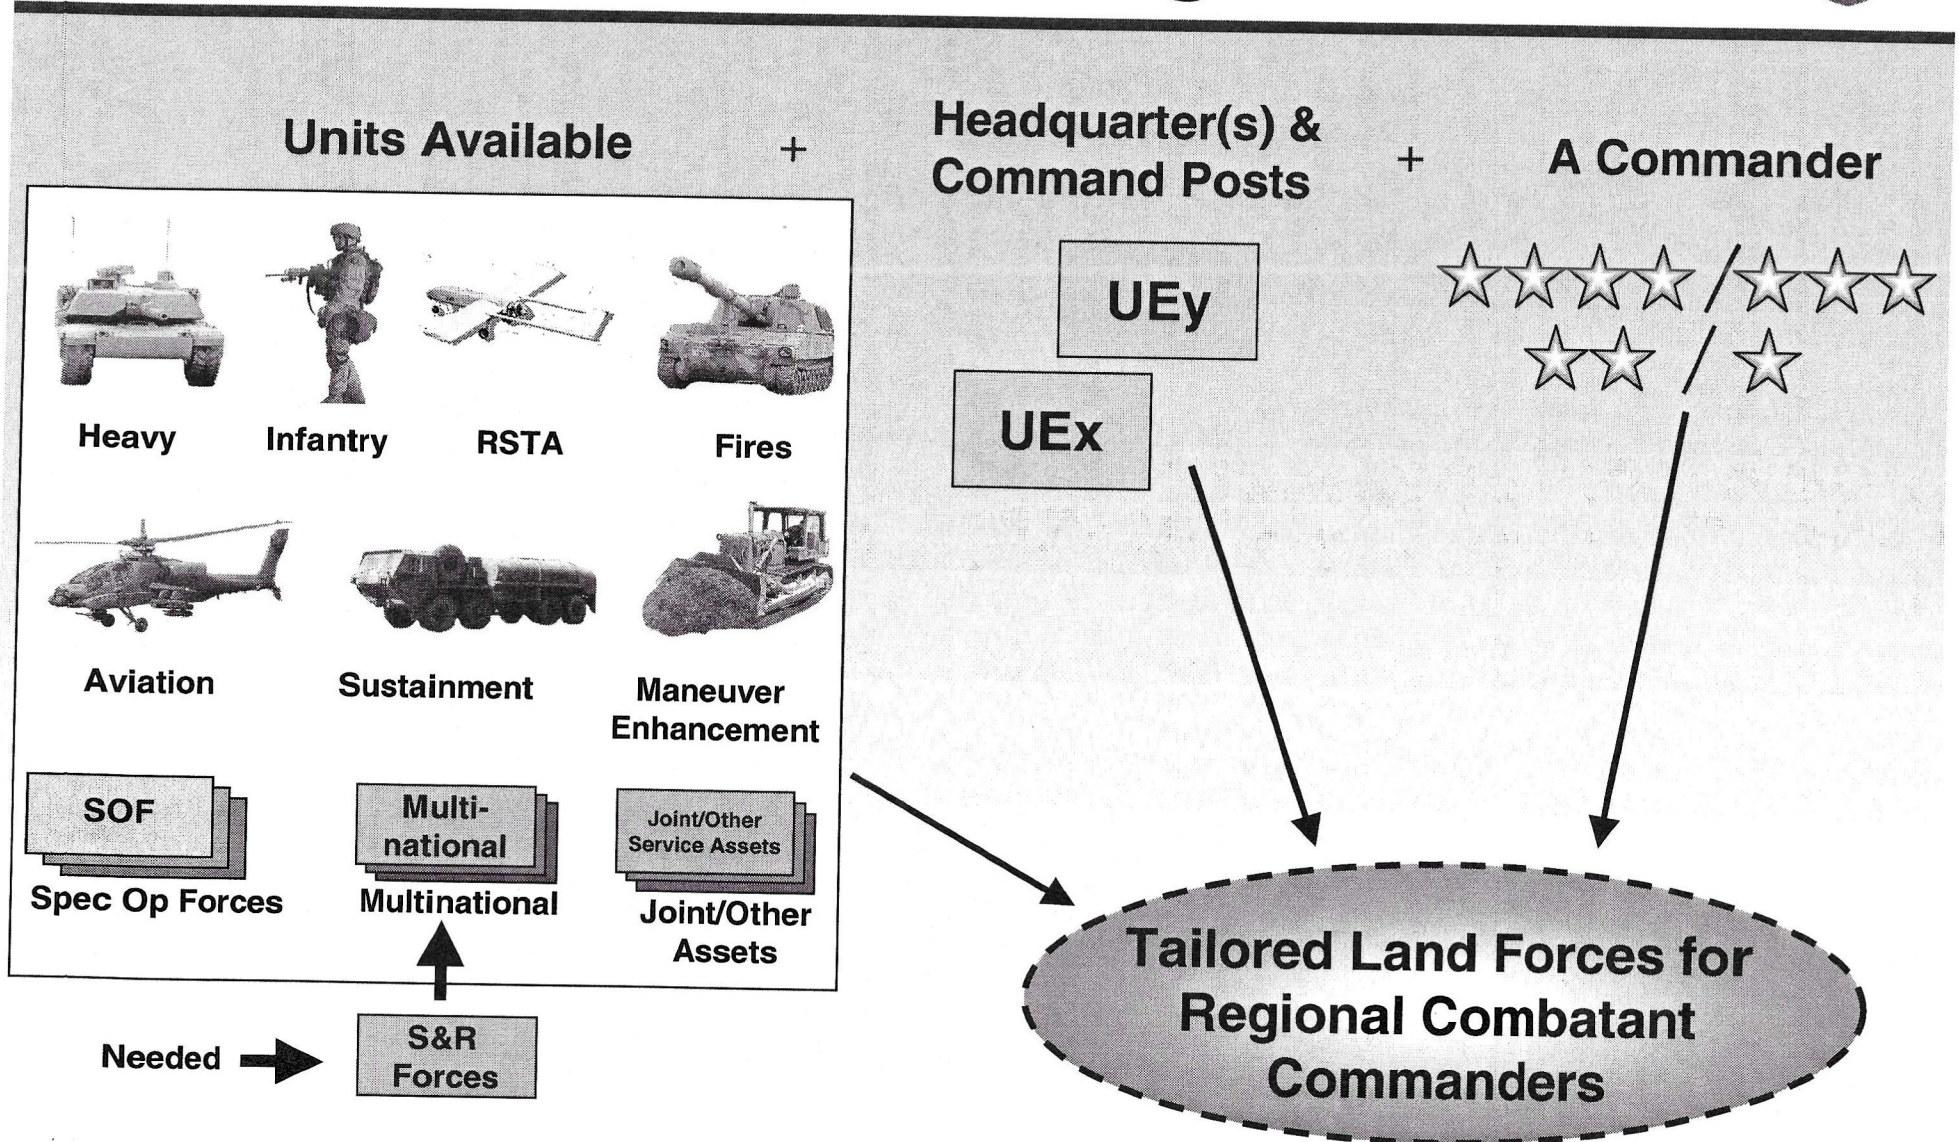 Units Available
+
Headquarter(s) &
Command Posts
+
A Commander
UEy
UEx
Heavy
Infantry
RSTA
Fires
Aviation
Sustainment
Maneuver
Enhancement
SOF
Spec Op Forces
Multi-
national
Multinational
Joint/Other
Service Assets
Joint/Other
Assets
Needed
S&R
Forces
Tailored Land Forces for
Regional Combatant
Commanders